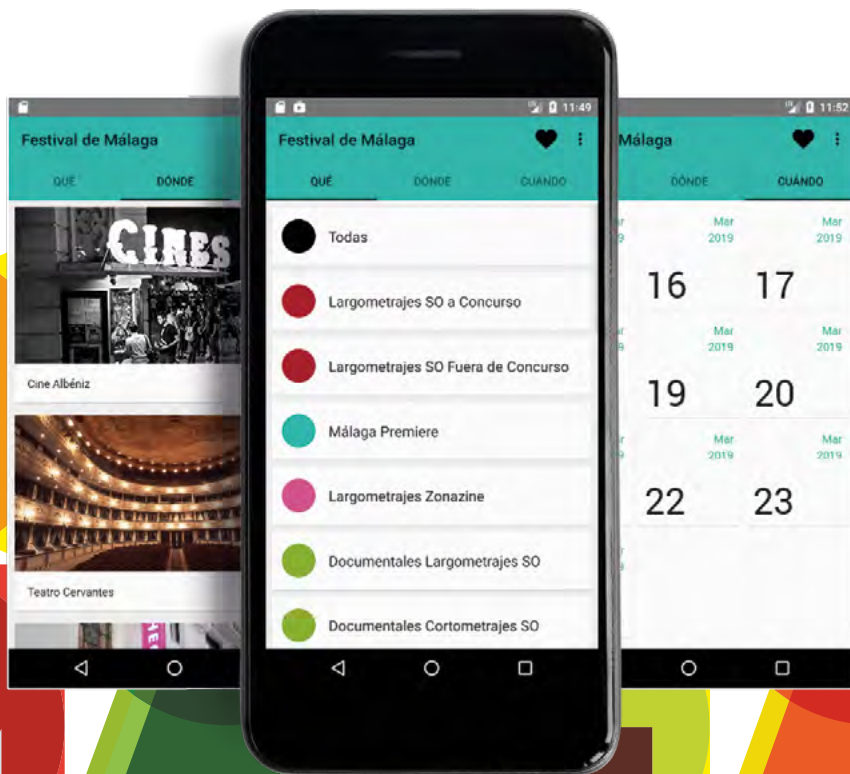 Festival de Málaga
QUÉ
DÓNDE
CINES
Cine Albéniz
Teatro Cervantes
11:49
Festival de Málaga
QUÉ
DÓNDE
CUÁNDO
Todas
Largometrajes SO a Concurso
Largometrajes SO Fuera de Concurso
Málaga Premiere
Largometrajes Zonazine
Documentales Largometrajes SO
Documentales Cortometrajes SO
11:52
Málaga
DÓNDE
CUÁNDO
Mar
2019
16
Mar
2019
17
Mar
2019
19
Mar
2019
20
Mar
2019
22
Mar
2019
23